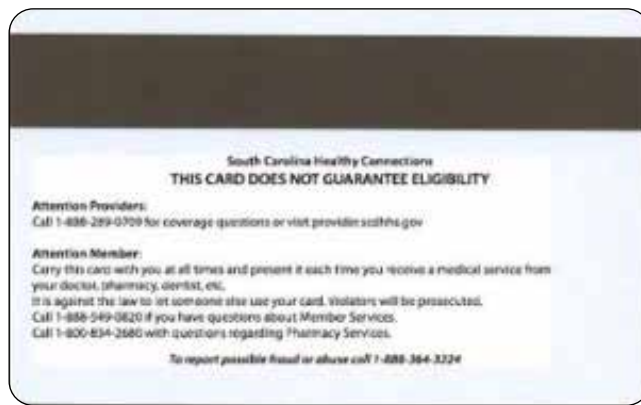 South Carolina Healthy Connections
THIS CARD DOES NOT GUARANTEE ELIGIBILITY
Attention Providers:
Call 1-888-289-0709 for coverage questions or visit provider.scdhhs.gov
Attention Member:
Carry this card with you at all times and present it each time you receive a medical service from
your doctor, pharmacy, dentist, etc.
It is against the law to let someone else use your card. Violators will be prosecuted.
Call 1-888-549-0820 if you have questions about Member Services.
Call 1-800-834-2680 with questions regarding Pharmacy Services.
To report possible fraud or abuse call 1-888-364-3224